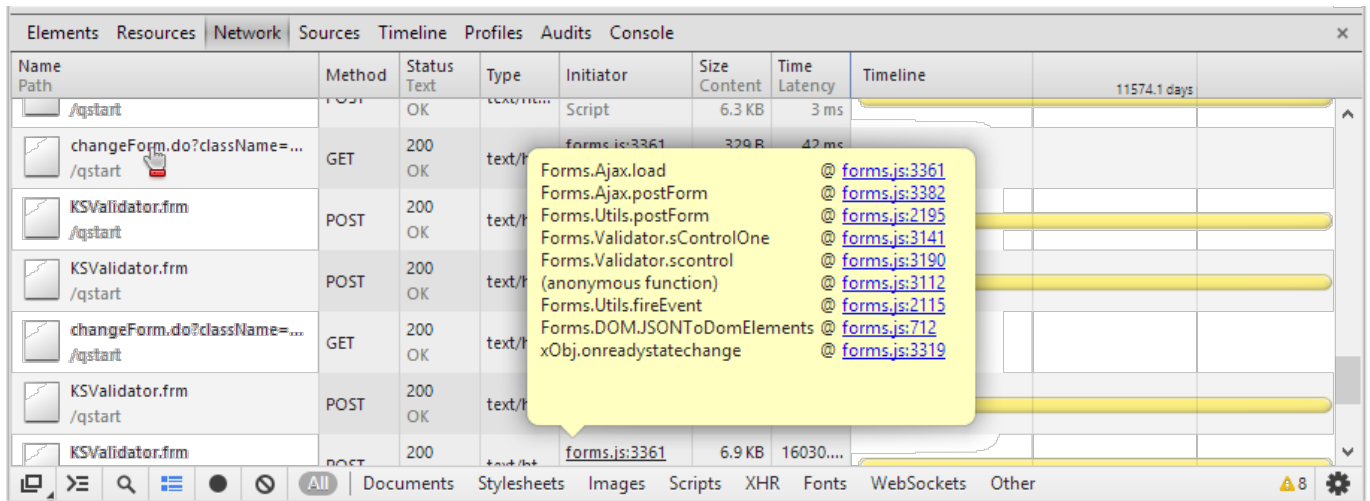 Elements Resources Network Sources Timeline Profiles Audits Console ×
Name Method Status Type Initiator Size Time Timeline
Path Text Content Latency 11574.1 days
/qstart OK Script 6.3 KB 3 ms
changeForm.do?className=... GET 200 forms.js:3361 329 B 42 ms
/qstart OK
Forms.Ajax.load @ forms.js:3361
Forms.Ajax.postForm @ forms.js:3382
Forms.Utils.postForm @ forms.js:2195
Forms.Validator.sControlOne @ forms.js:3141
Forms.Validator.scontrol @ forms.js:3190
(anonymous function) @ forms.js:3112
Forms.Utils.fireEvent @ forms.js:2115
Forms.DOM.JSONToDomElements @ forms.js:712
xObj.onreadystatechange @ forms.js:3319
KSValidator.frm POST 200
/qstart OK
KSValidator.frm POST 200
/qstart OK
changeForm.do?className=... GET 200
/qstart OK
KSValidator.frm POST 200
/qstart OK
KSValidator.frm POST 200 forms.js:3361 6.9 KB 16030....
All Documents Stylesheets Images Scripts XHR Fonts WebSockets Other 8